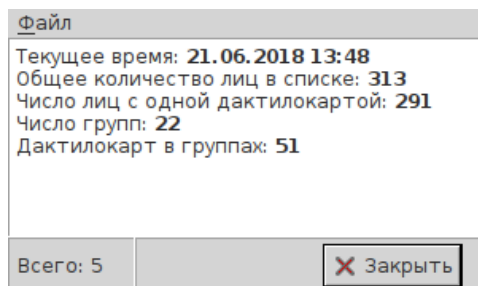 Файл
Текущее время: 21.06.2018 13:48
Общее количество лиц в списке: 313
Число лиц с одной дактилокартой: 291
Число групп: 22
Дактилокарт в группах: 51
Всего: 5
Закрыть